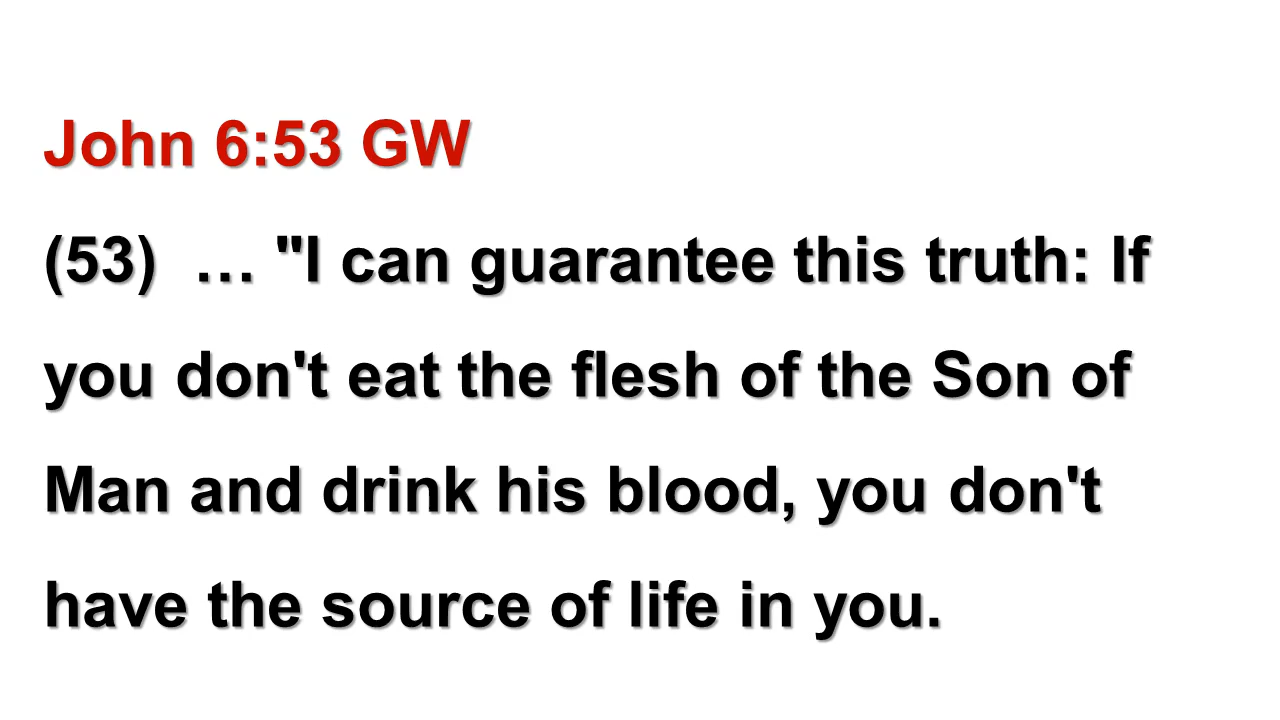 John 6:53 GW
(53)  … "I can guarantee this truth: If
you don't eat the flesh of the Son of
Man and drink his blood, you don't
have the source of life in you.